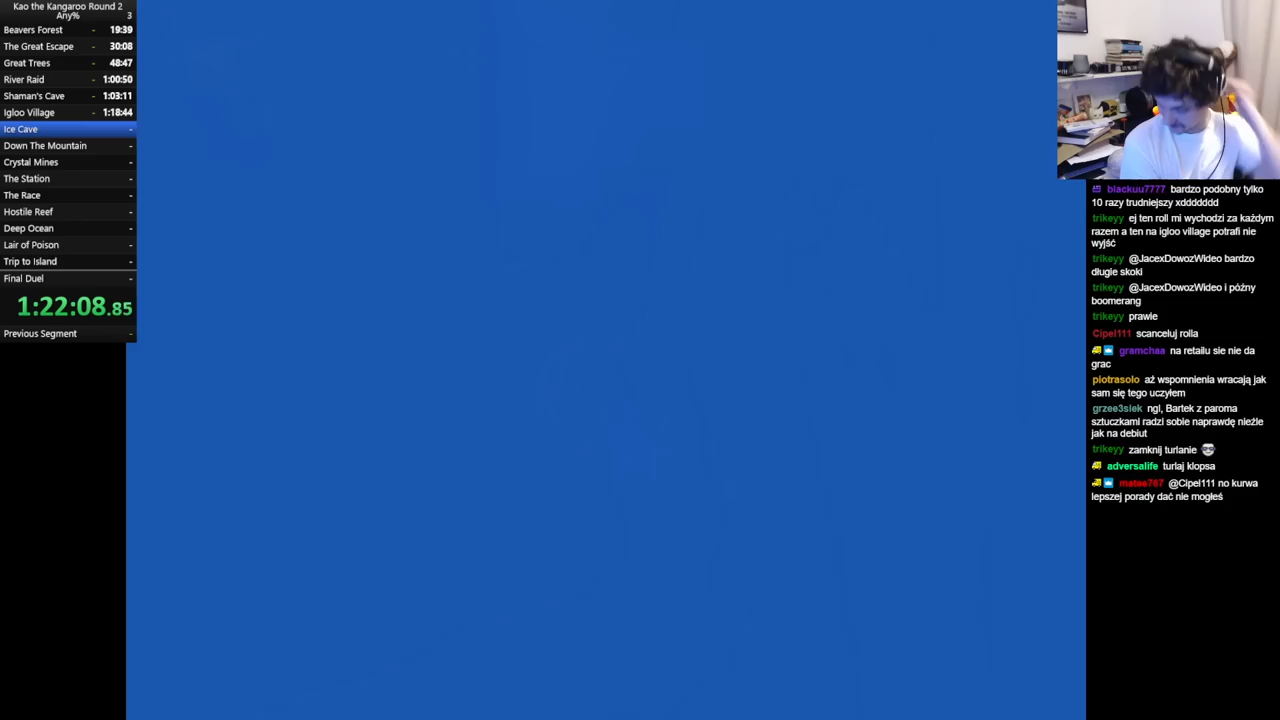 Kao the Kangaroo Round 2
Any% 3
Beavers Forest - 19:39
The Great Escape - 30:08
Great Trees - 48:47
River Raid - 1:00:50
Shaman's Cave - 1:03:11
Igloo Village - 1:18:44
Ice Cave -
Down The Mountain -
Crystal Mines -
The Station -
The Race -
Hostile Reef -
Deep Ocean -
Lair of Poison -
Trip to Island -
Final Duel -
1:22:08.85
Previous Segment -
blackuu7777 bardzo podobny tylko
10 razy trudniejszy xddddddd
trikeyy ej ten roll mi wychodzi za każdym
razem a ten na igloo village potrafi nie
wyjść
trikeyy @JacexDowozWideo bardzo
długie skoki
trikeyy @JacexDowozWideo i późny
boomerang
trikeyy prawie
Cipel111 scanceluj rolla
gramchaa na retailu sie nie da
grac
piotrasolo aż wspomnienia wracają jak
sam się tego uczyłem
grzee3siek ngl, Bartek z paroma
sztuczkami radzi sobie naprawdę nieźle
jak na debiut
trikeyy zamknij turlanie
adversalife turlaj klopsa
matee767 @Cipel111 no kurwa
lepszej porady dać nie mogłeś